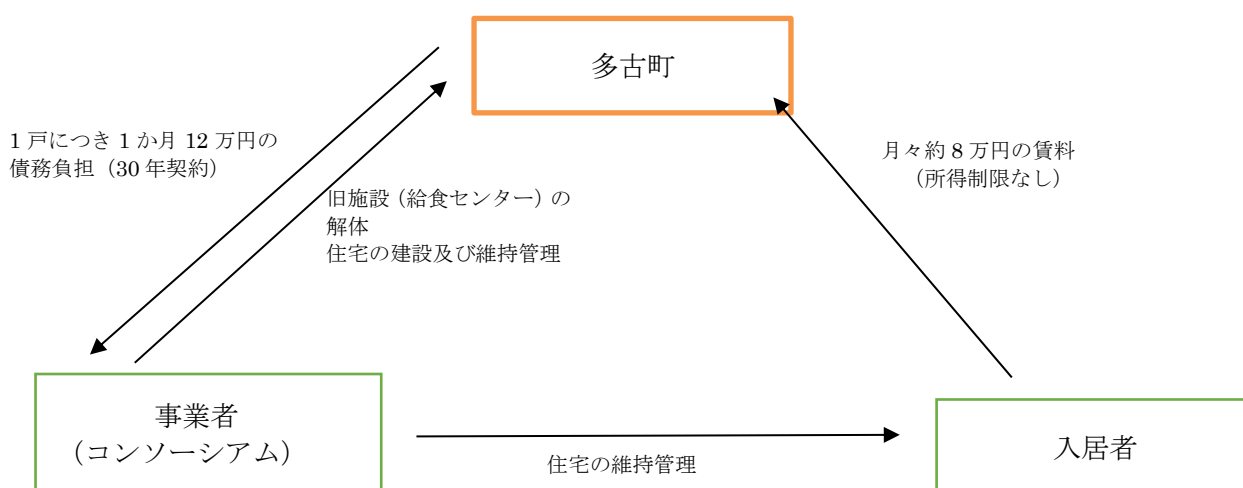 多古町
1戸につき1か月12万円の
債務負担（30年契約）
月々約8万円の賃料
（所得制限なし）
旧施設（給食センター）の
解体
住宅の建設及び維持管理
事業者
（コンソーシアム）
住宅の維持管理
入居者